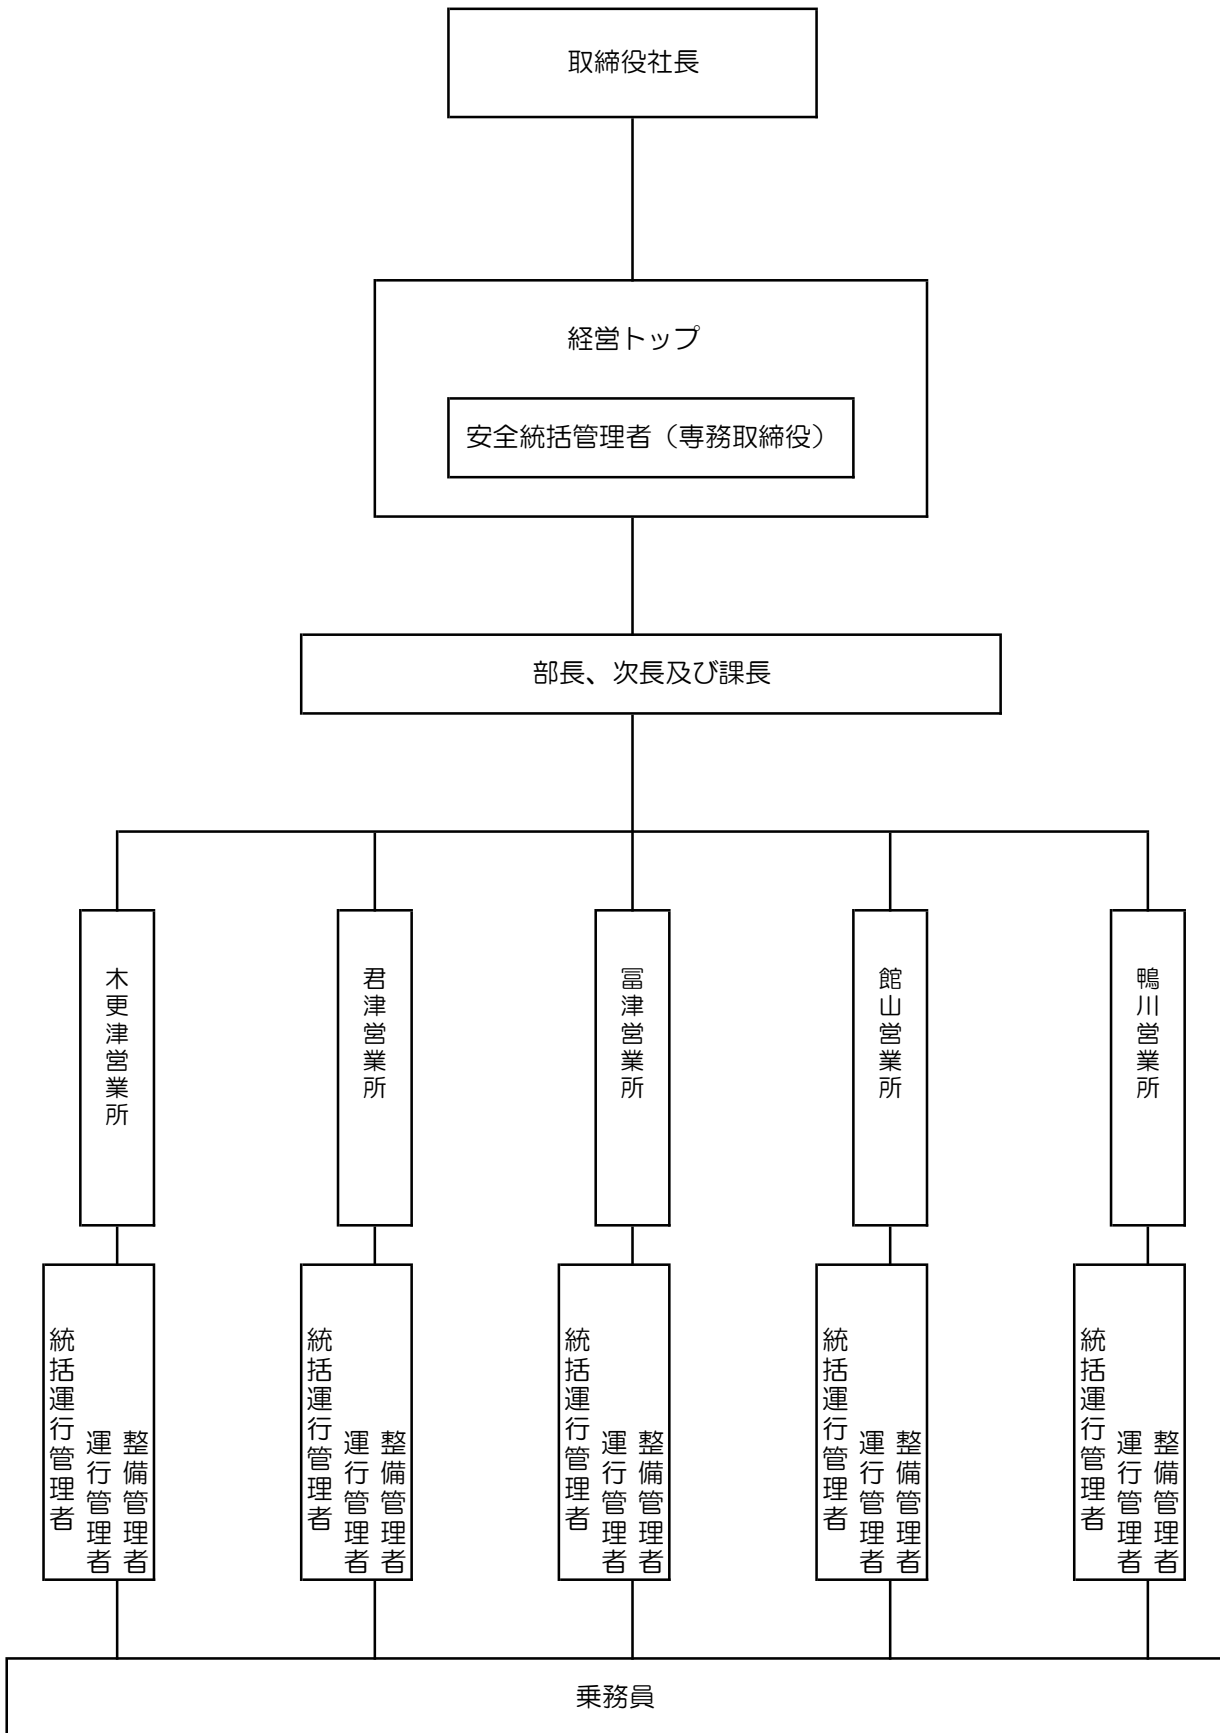 取締役社長
経営トップ
安全統括管理者（専務取締役）
部長、次長及び課長
木更津営業所
君津営業所
冨津営業所
館山営業所
鴨川営業所
統括運行管理者
運行管理者
整備管理者
統括運行管理者
運行管理者
整備管理者
統括運行管理者
運行管理者
整備管理者
統括運行管理者
運行管理者
整備管理者
統括運行管理者
運行管理者
整備管理者
乗務員